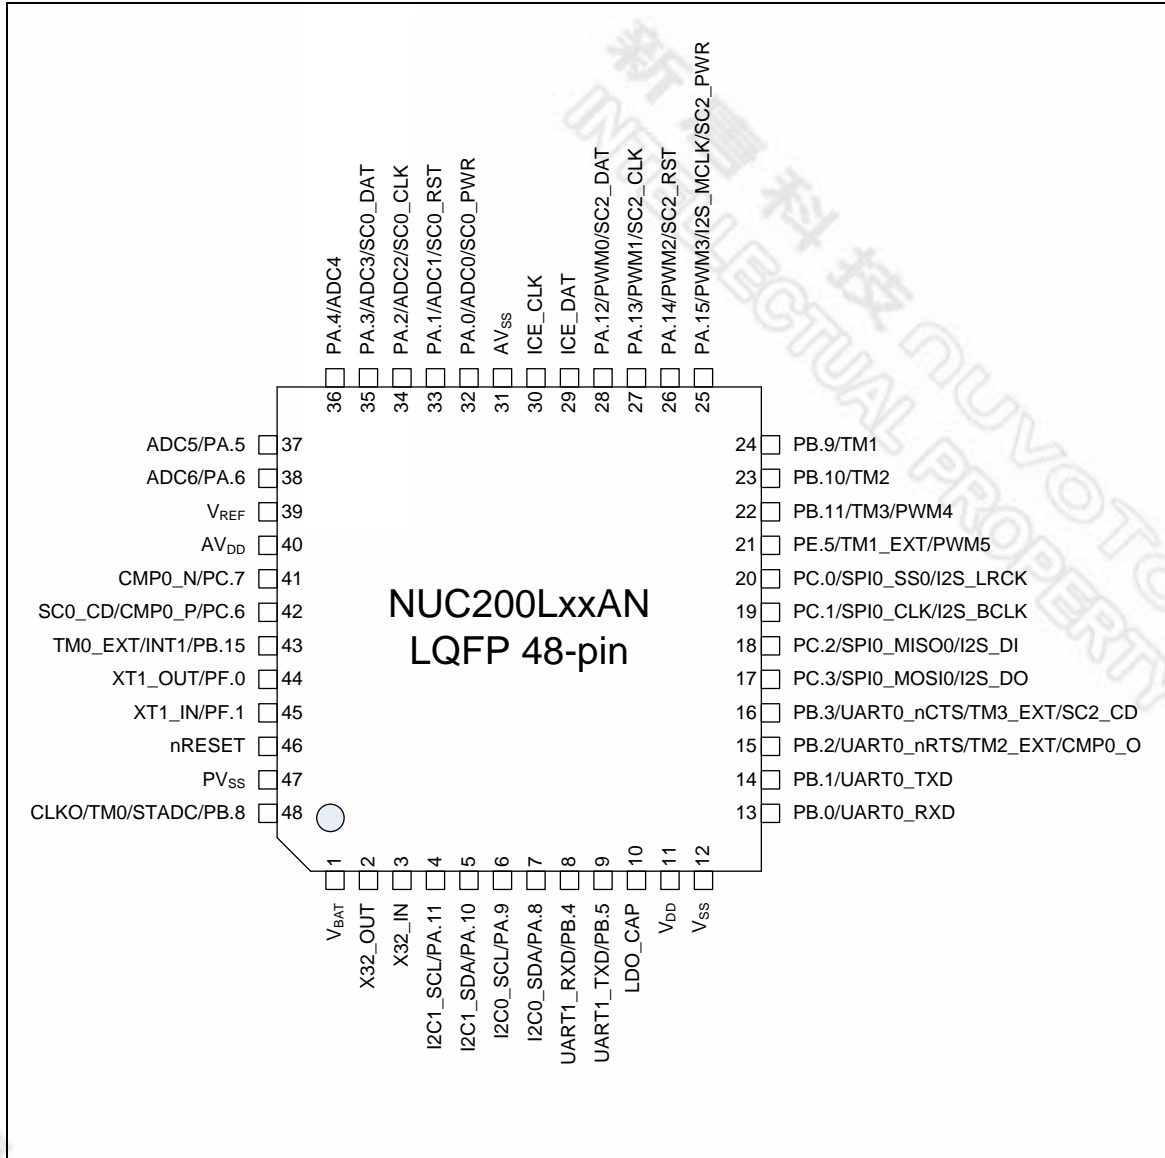 PA.4/ADC4
PA.3/ADC3/SC0_DAT
PA.2/ADC2/SC0_CLK
PA.1/ADC1/SC0_RST
PA.0/ADC0/SC0_PWR
AVSS
ICE_CLK
ICE_DAT
PA.12/PWM0/SC2_DAT
PA.13/PWM1/SC2_CLK
PA.14/PWM2/SC2_RST
PA.15/PWM3/I2S_MCLK/SC2_PWR
36
35
34
33
32
31
30
29
28
27
26
25
ADC5/PA.5 37
ADC6/PA.6 38
VREF 39
AVDD 40
CMP0_N/PC.7 41
SC0_CD/CMP0_P/PC.6 42
TM0_EXT/INT1/PB.15 43
XT1_OUT/PF.0 44
XT1_IN/PF.1 45
nRESET 46
PVSS 47
CLKO/TM0/STADC/PB.8 48
NUC200LxxAN
LQFP 48-pin
24 PB.9/TM1
23 PB.10/TM2
22 PB.11/TM3/PWM4
21 PE.5/TM1_EXT/PWM5
20 PC.0/SPI0_SS0/I2S_LRCK
19 PC.1/SPI0_CLK/I2S_BCLK
18 PC.2/SPI0_MISO0/I2S_DI
17 PC.3/SPI0_MOSI0/I2S_DO
16 PB.3/UART0_nCTS/TM3_EXT/SC2_CD
15 PB.2/UART0_nRTS/TM2_EXT/CMP0_O
14 PB.1/UART0_TXD
13 PB.0/UART0_RXD
1
2
3
4
5
6
7
8
9
10
11
12
VBAT
X32_OUT
X32_IN
I2C1_SCL/PA.11
I2C1_SDA/PA.10
I2C0_SCL/PA.9
I2C0_SDA/PA.8
UART1_RXD/PB.4
UART1_TXD/PB.5
LDO_CAP
VDD
VSS
新唐科技 nuvoTo
INTELLECTUAL PROPERTY